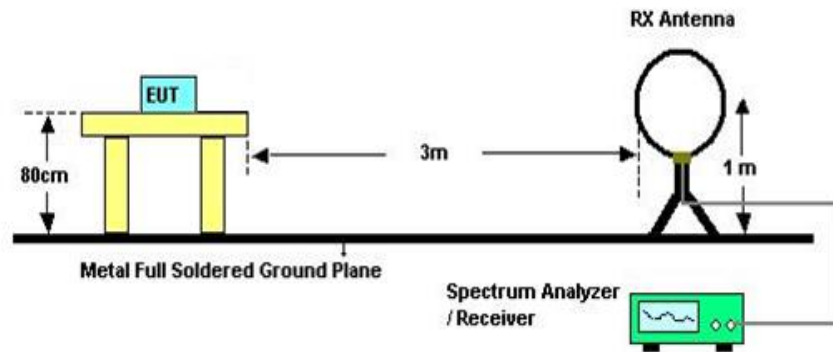 RX Antenna
EUT
3m
80cm
1 m
Metal Full Soldered Ground Plane
Spectrum Analyzer
/ Receiver